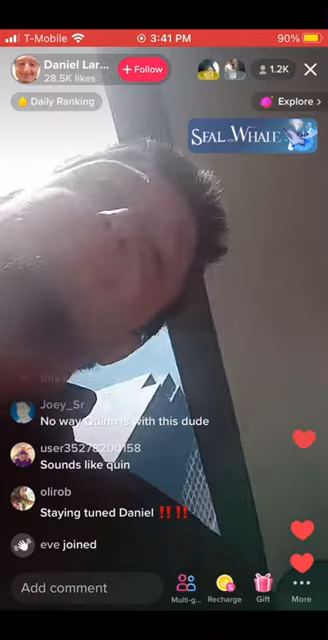 T-Mobile
3:41 PM
90%
Daniel Lar...
28.5K likes
+ Follow
1.2K
Daily Ranking
Explore >
SEAL WHALE
Joey_Sr
No way Quinn is with this dude
user35278200158
Sounds like quin
olirob
Staying tuned Daniel ‼️ ‼️
eve joined
Add comment
Multi-g...
Recharge
Gift
More